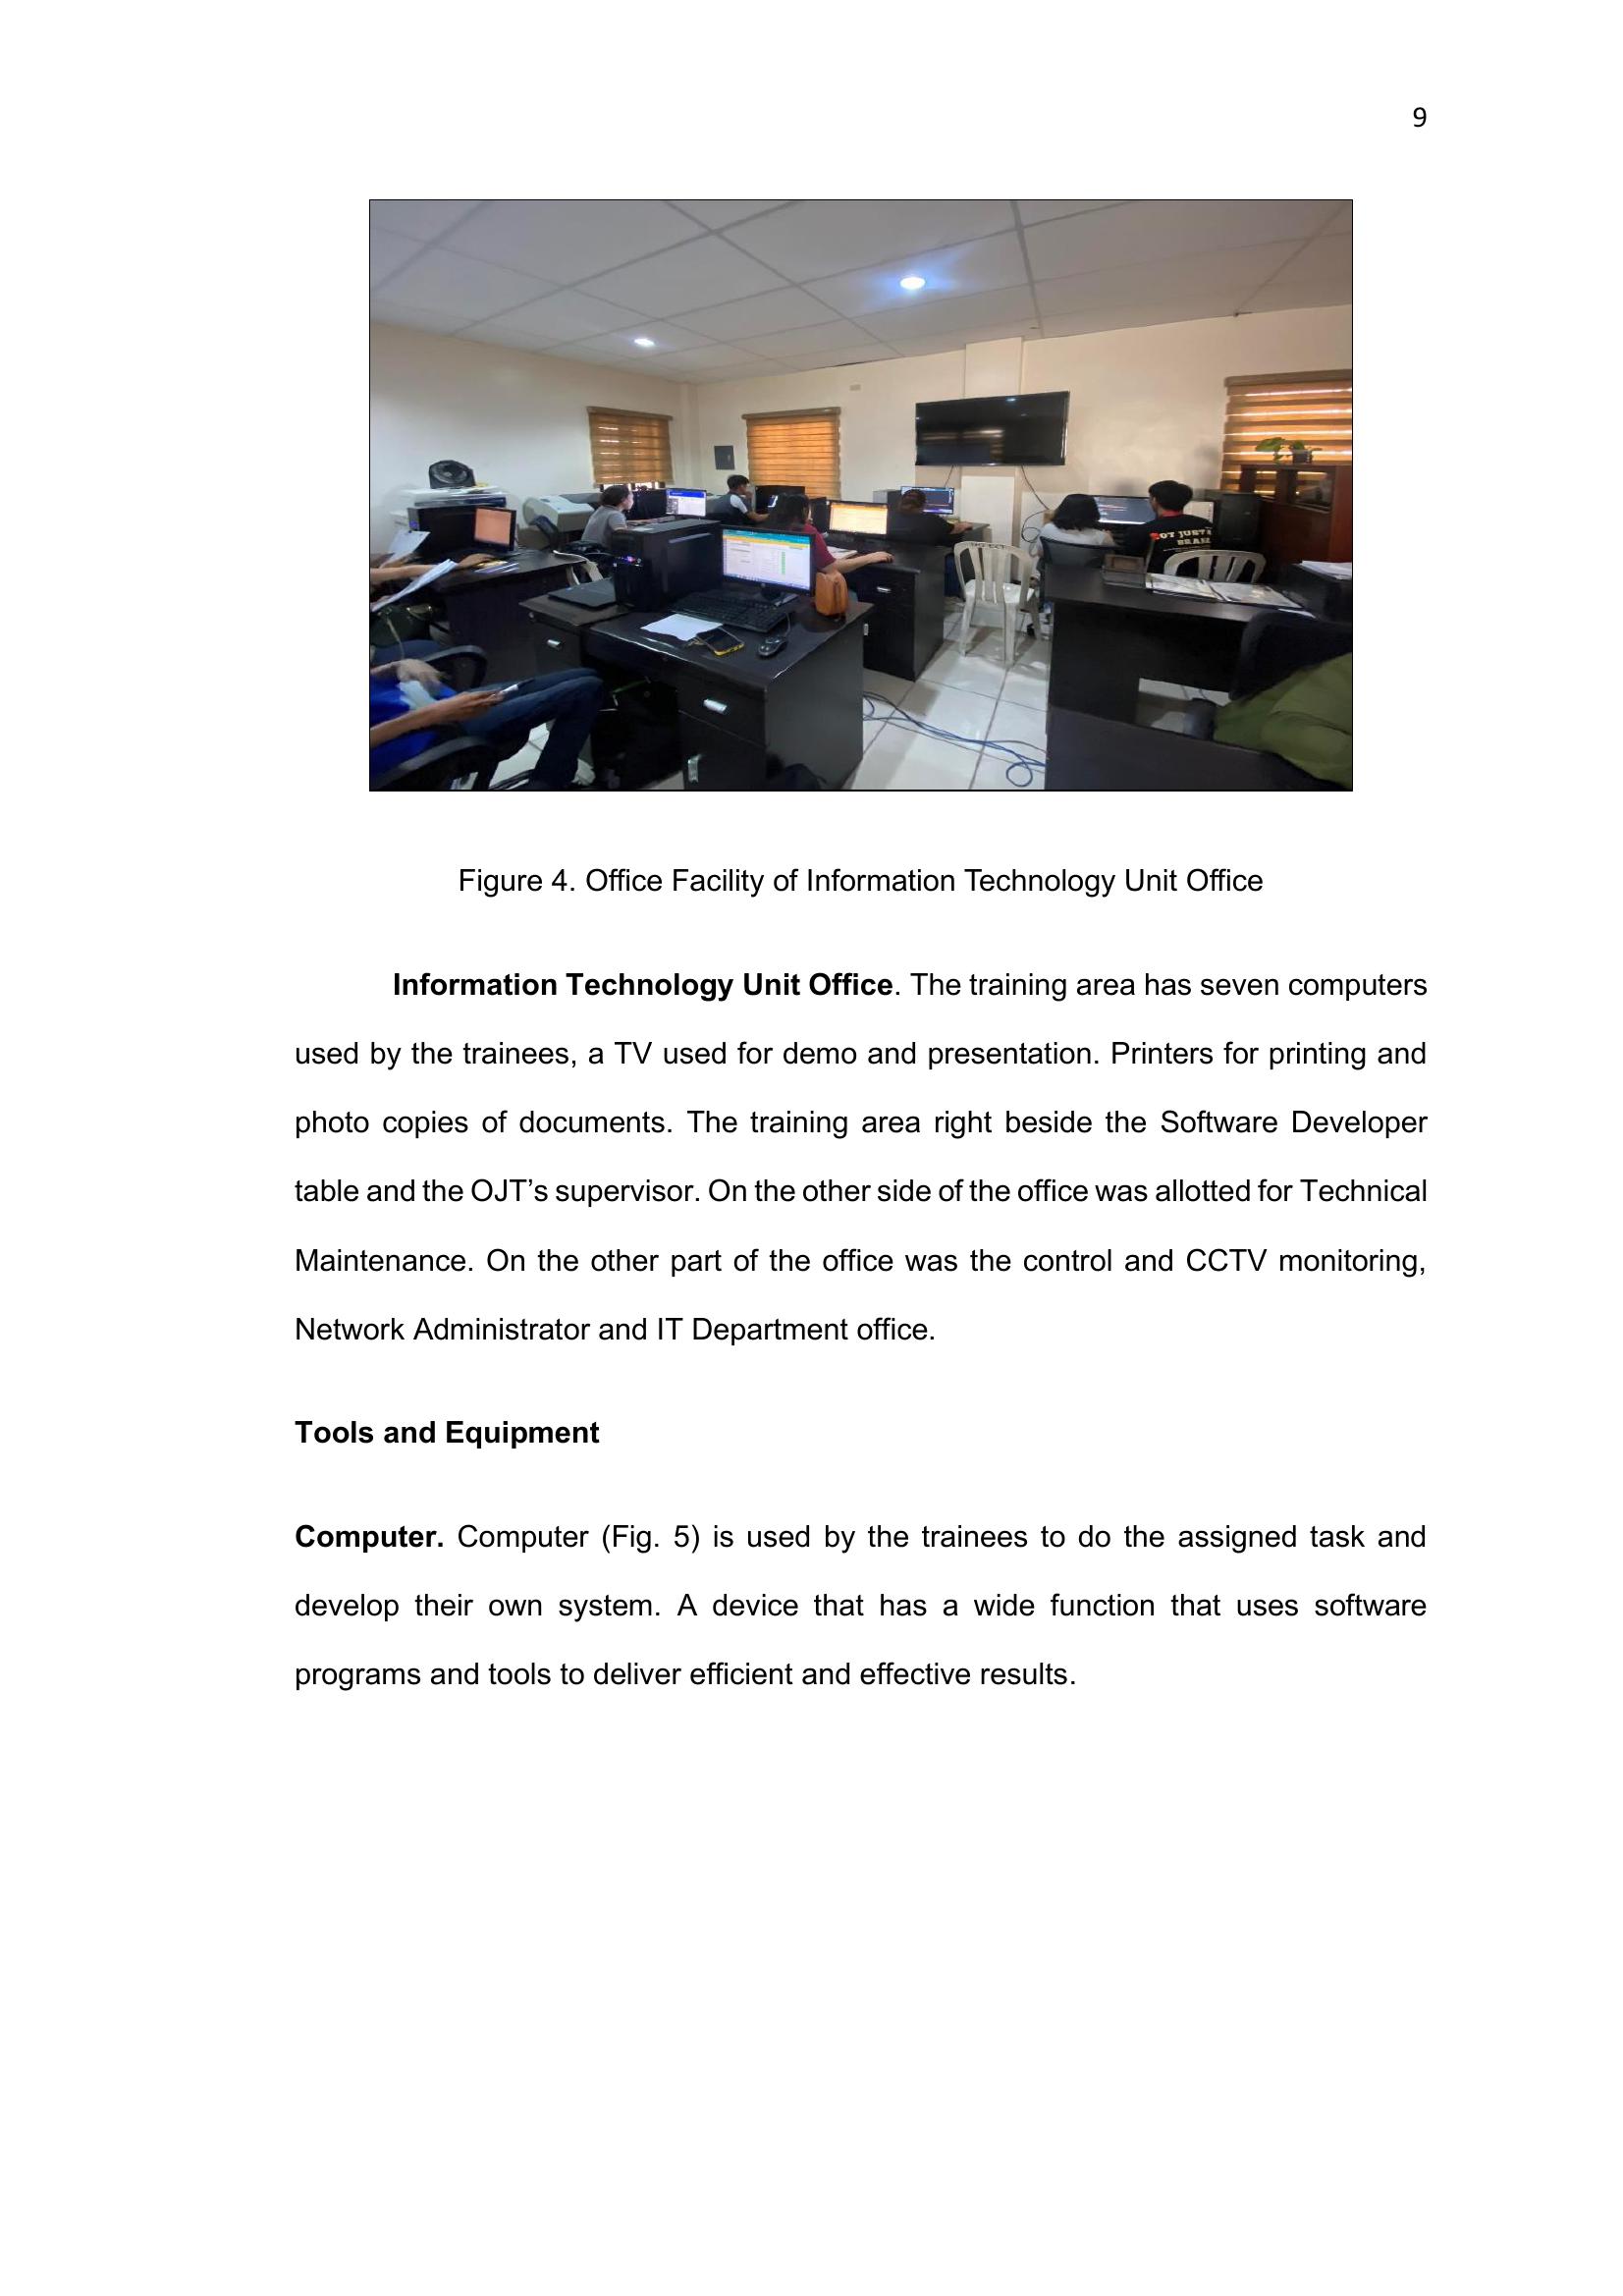 9
Figure 4. Office Facility of Information Technology Unit Office
Information Technology Unit Office. The training area has seven computers
used by the trainees, a TV used for demo and presentation. Printers for printing and
photo copies of documents. The training area right beside the Software Developer
table and the OJT’s supervisor. On the other side of the office was allotted for Technical
Maintenance. On the other part of the office was the control and CCTV monitoring,
Network Administrator and IT Department office.
Tools and Equipment
Computer. Computer (Fig. 5) is used by the trainees to do the assigned task and
develop their own system. A device that has a wide function that uses software
programs and tools to deliver efficient and effective results.